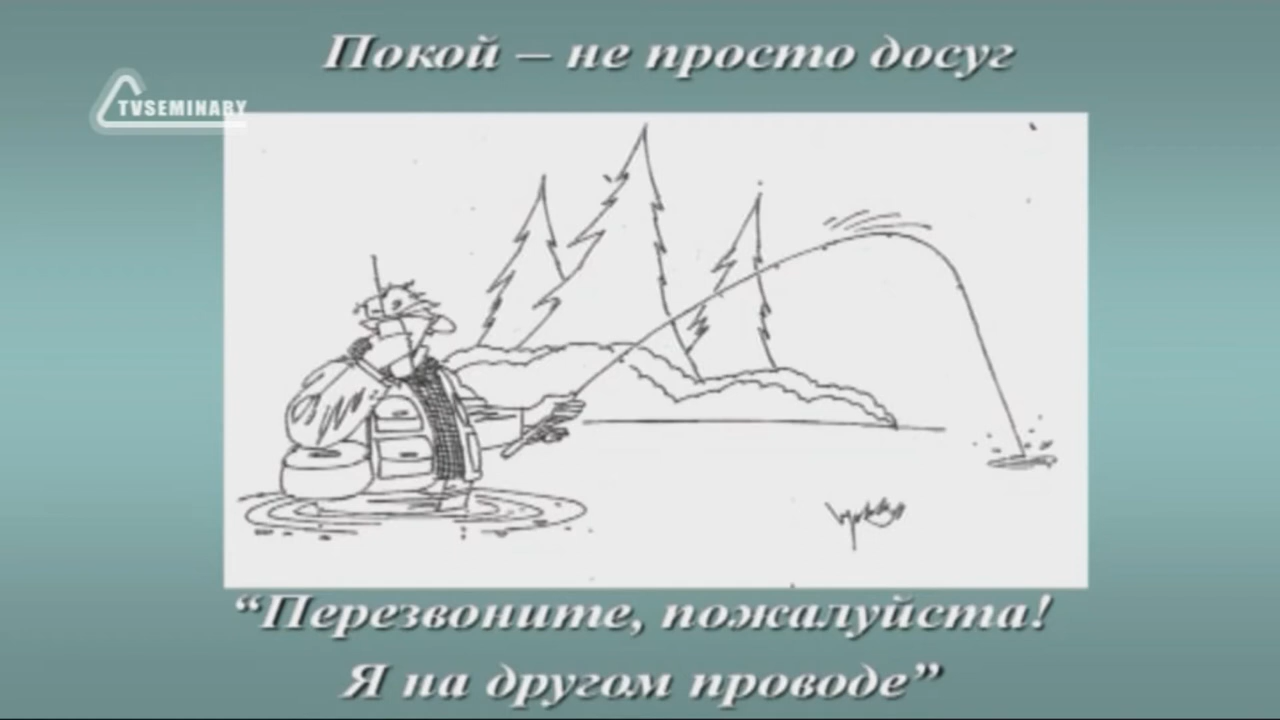 Покой – не просто досуг
TVSEMINARY
“Перезвоните, пожалуйста!
Я на другом проводе”